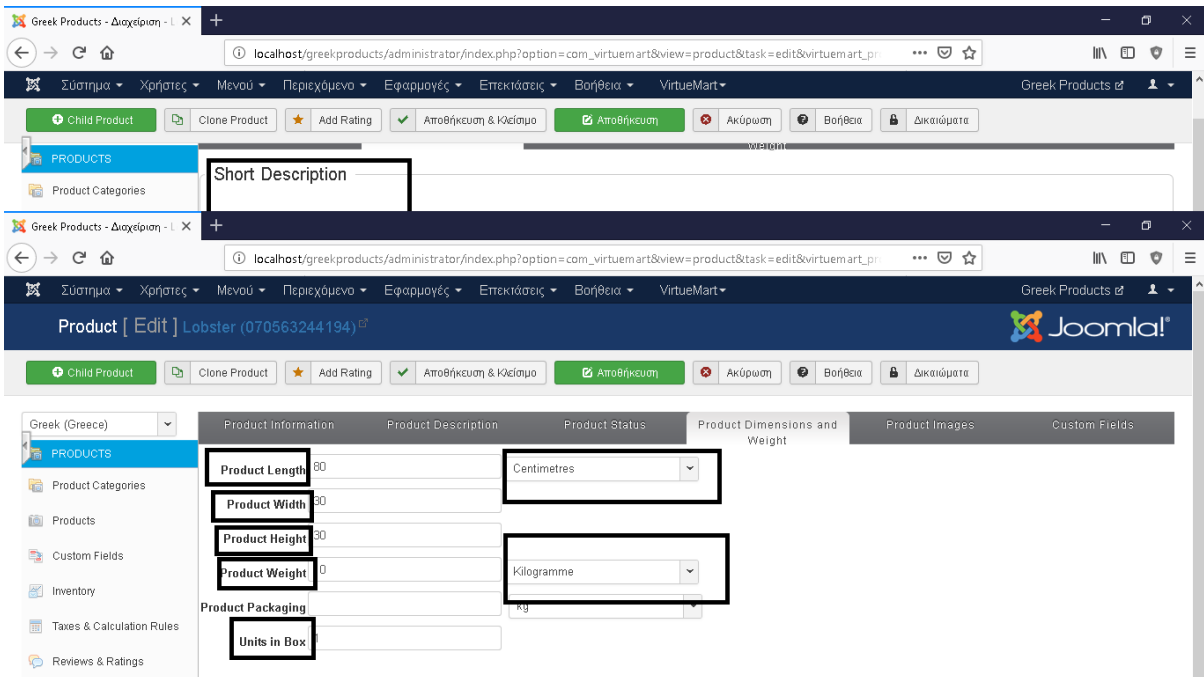 Greek Products - Διαχείριση - L
localhost/greekproducts/administrator/index.php?option=com_virtuemart&view=product&task=edit&virtuemart_pr
Σύστημα Χρήστες Μενού Περιεχόμενο Εφαρμογές Επεκτάσεις Βοήθεια VirtueMart Greek Products
Child Product Clone Product Add Rating Αποθήκευση & Κλείσιμο Αποθήκευση Ακύρωση Βοήθεια Δικαιώματα
PRODUCTS Weight
Short Description
Product Categories
Greek Products - Διαχείριση - L
localhost/greekproducts/administrator/index.php?option=com_virtuemart&view=product&task=edit&virtuemart_pr
Σύστημα Χρήστες Μενού Περιεχόμενο Εφαρμογές Επεκτάσεις Βοήθεια VirtueMart Greek Products
Product [ Edit ] Lobster (070563244194) Joomla!®
Child Product Clone Product Add Rating Αποθήκευση & Κλείσιμο Αποθήκευση Ακύρωση Βοήθεια Δικαιώματα
Greek (Greece) Product Information Product Description Product Status Product Dimensions and Weight Product Images Custom Fields
PRODUCTS
Product Categories
Products
Custom Fields
Inventory
Taxes & Calculation Rules
Reviews & Ratings
Product Length 80 Centimetres
Product Width 30
Product Height 30
Product Weight 0 Kilogramme
Product Packaging kg
Units in Box